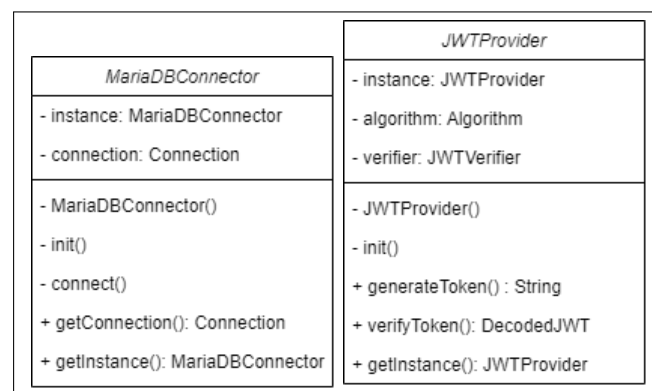 MariaDBConnector
- instance: MariaDBConnector
- connection: Connection
- MariaDBConnector()
- init()
- connect()
+ getConnection(): Connection
+ getInstance(): MariaDBConnector
JWTProvider
- instance: JWTProvider
- algorithm: Algorithm
- verifier: JWTVerifier
- JWTProvider()
- init()
+ generateToken() : String
+ verifyToken(): DecodedJWT
+ getInstance(): JWTProvider